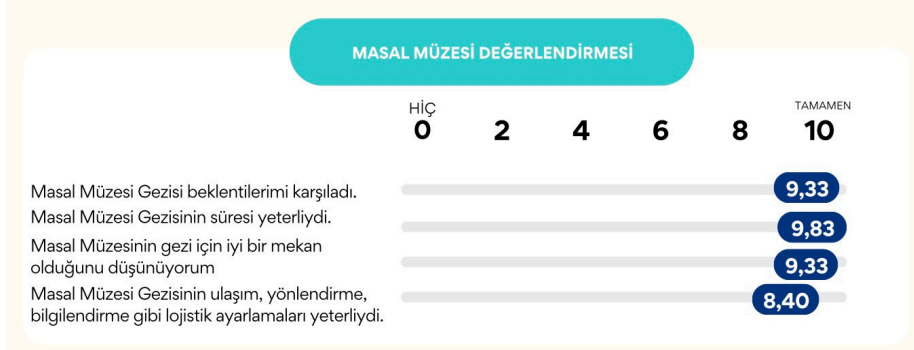 MASAL MÜZESİ DEĞERLENDİRMESİ
HİÇ TAMAMEN
0 2 4 6 8 10
Masal Müzesi Gezisi beklentilerimi karşıladı. 9,33
Masal Müzesi Gezisinin süresi yeterliydi. 9,83
Masal Müzesinin gezi için iyi bir mekan
olduğunu düşünüyorum 9,33
Masal Müzesi Gezisinin ulaşım, yönlendirme, 8,40
bilgilendirme gibi lojistik ayarlamaları yeterliydi.